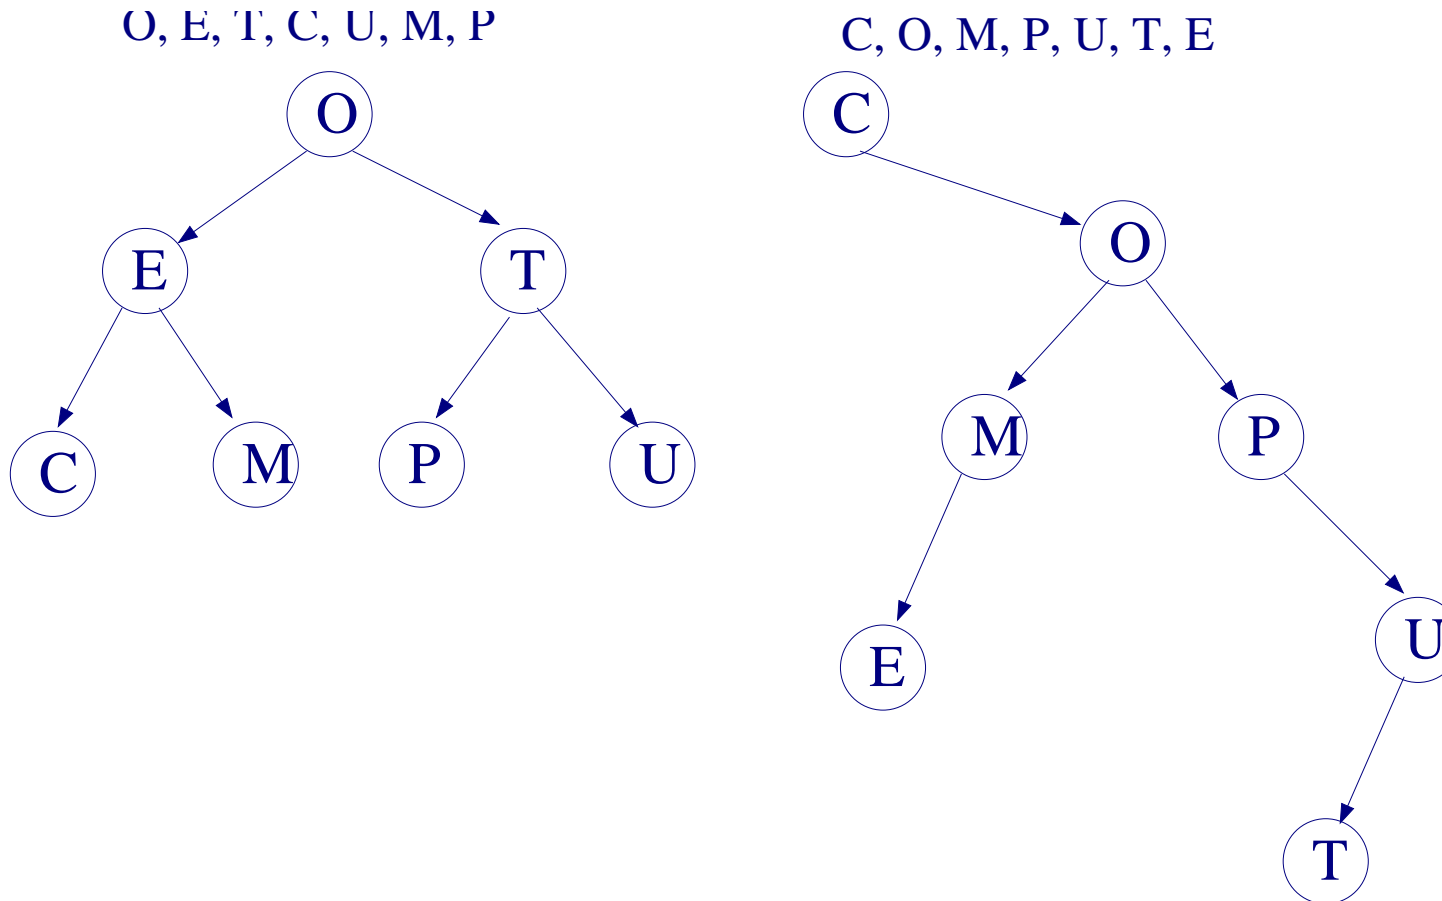 O, E, T, C, U, M, P
C, O, M, P, U, T, E
O
C
E
T
O
C
M
P
U
M
P
E
U
T